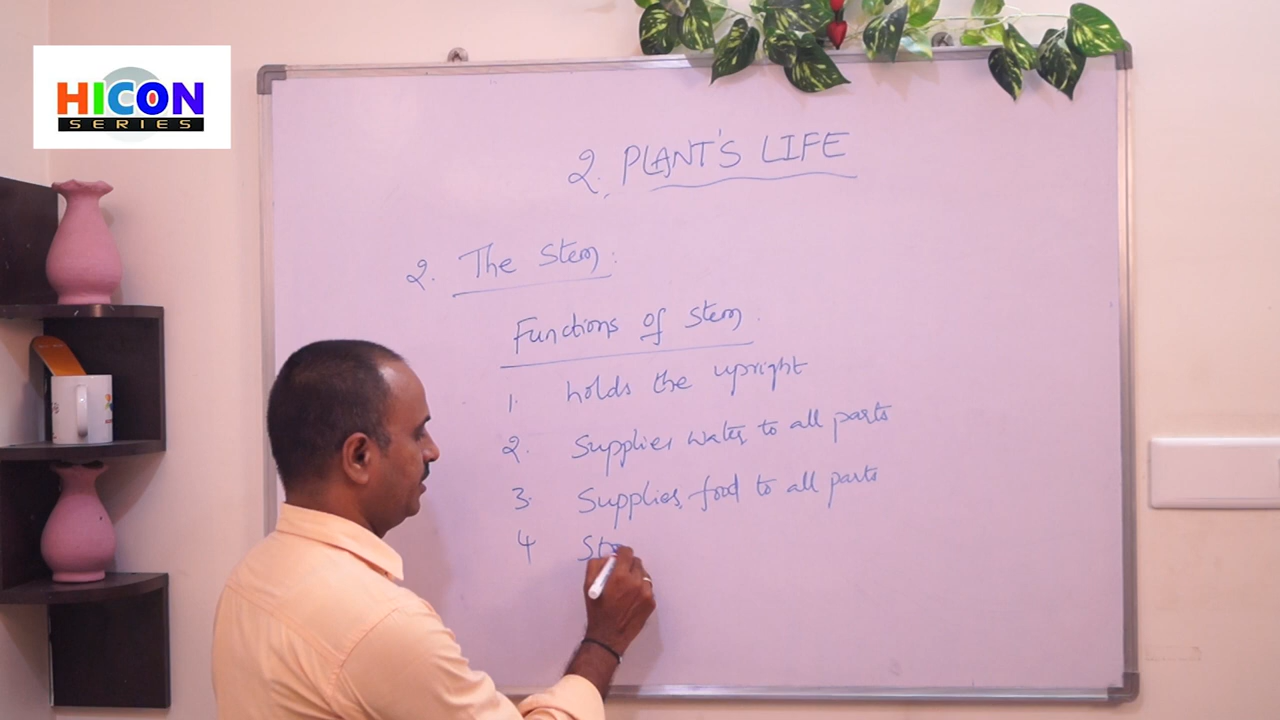 HICON
SERIES
2. PLANT'S LIFE
2. The Stem:
Functions of Stem.
1. holds the upright
2. Supplies water to all parts
3. Supplies food to all parts
4 St